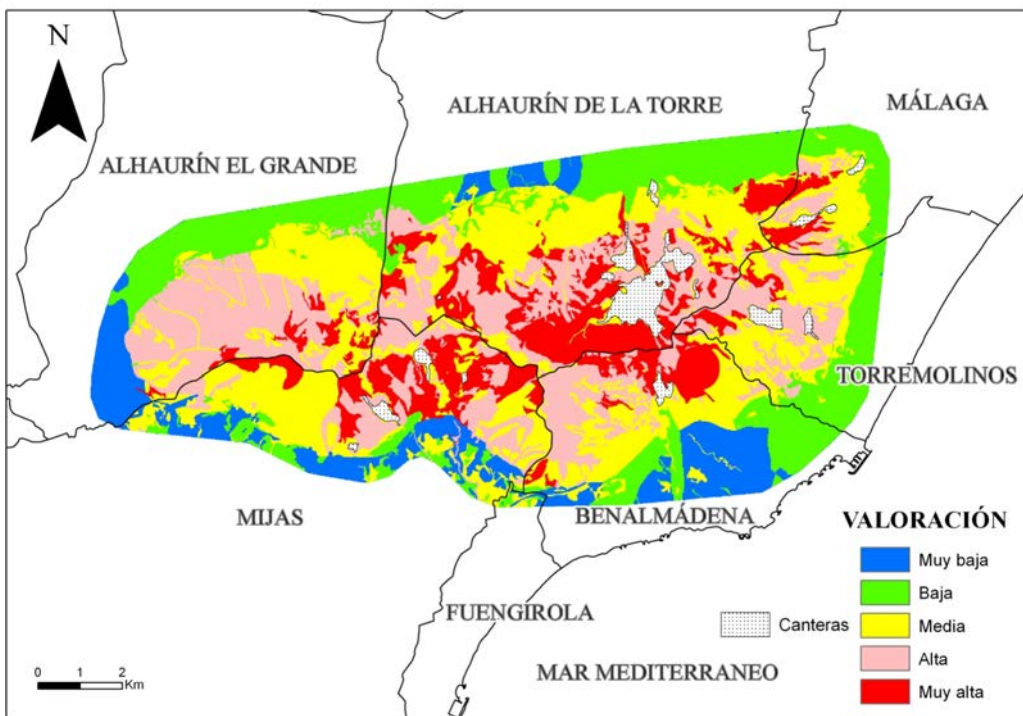 N
ALHAURÍN DE LA TORRE
MÁLAGA
ALHAURÍN EL GRANDE
TORREMOLINOS
MIJAS
BENALMÁDENA
FUENGIROLA
MAR MEDITERRANEO
VALORACIÓN
Muy baja
Baja
Media
Alta
Muy alta
Canteras
0 1 2
Km